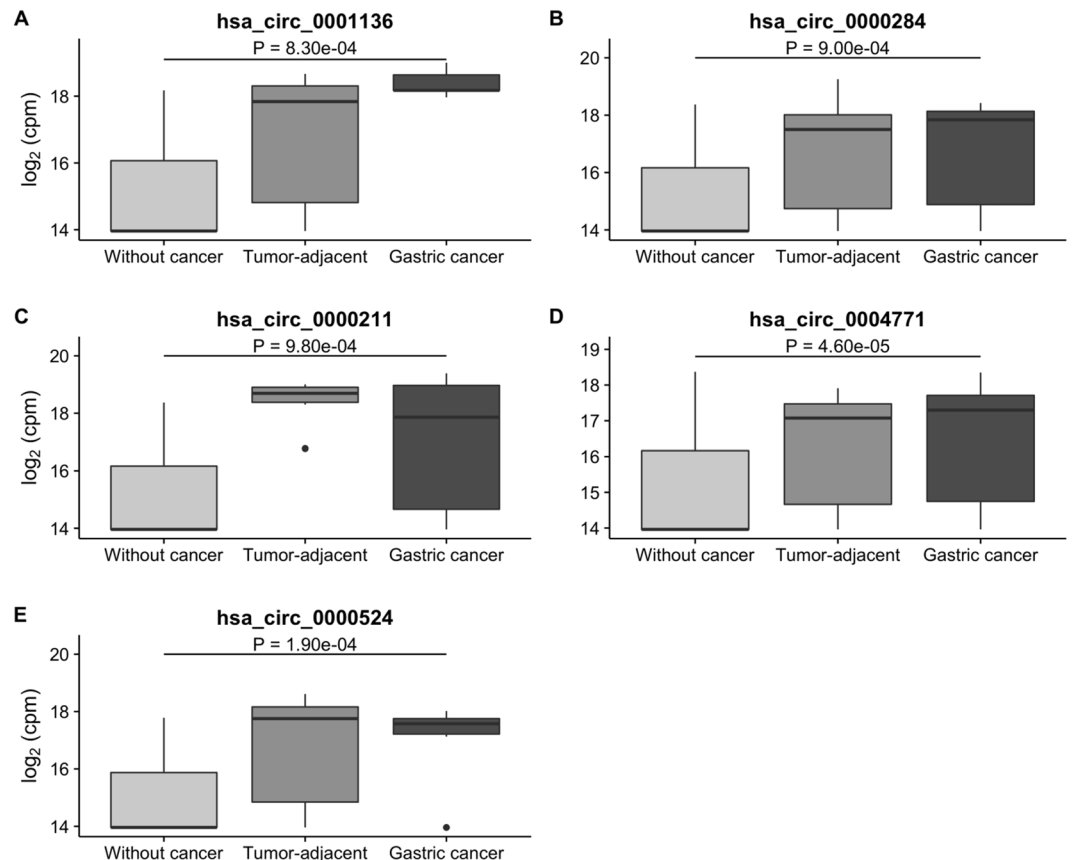 A
hsa_circ_0001136
P = 8.30e-04
log2 (cpm)
18
16
14
Without cancer Tumor-adjacent Gastric cancer
B
hsa_circ_0000284
P = 9.00e-04
20
18
16
14
Without cancer Tumor-adjacent Gastric cancer
C
hsa_circ_0000211
P = 9.80e-04
log2 (cpm)
20
18
16
14
Without cancer Tumor-adjacent Gastric cancer
D
hsa_circ_0004771
P = 4.60e-05
19
18
17
16
15
14
Without cancer Tumor-adjacent Gastric cancer
E
hsa_circ_0000524
P = 1.90e-04
log2 (cpm)
20
18
16
14
Without cancer Tumor-adjacent Gastric cancer